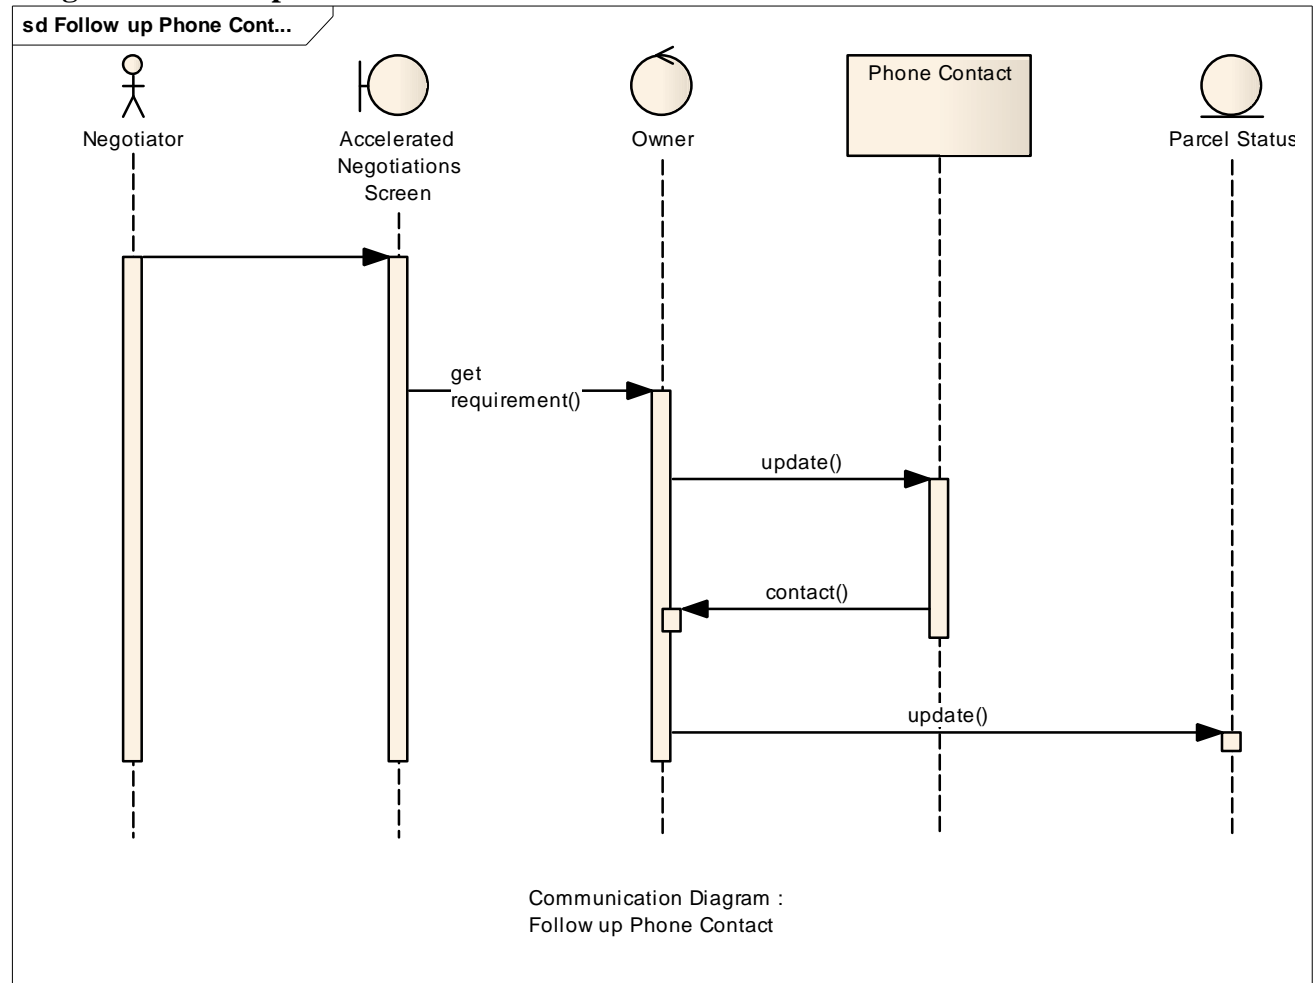 sd Follow up Phone Cont...
Negotiator
Accelerated
Negotiations
Screen
Owner
Phone Contact
Parcel Status
get
requirement()
update()
contact()
update()
Communication Diagram :
Follow up Phone Contact